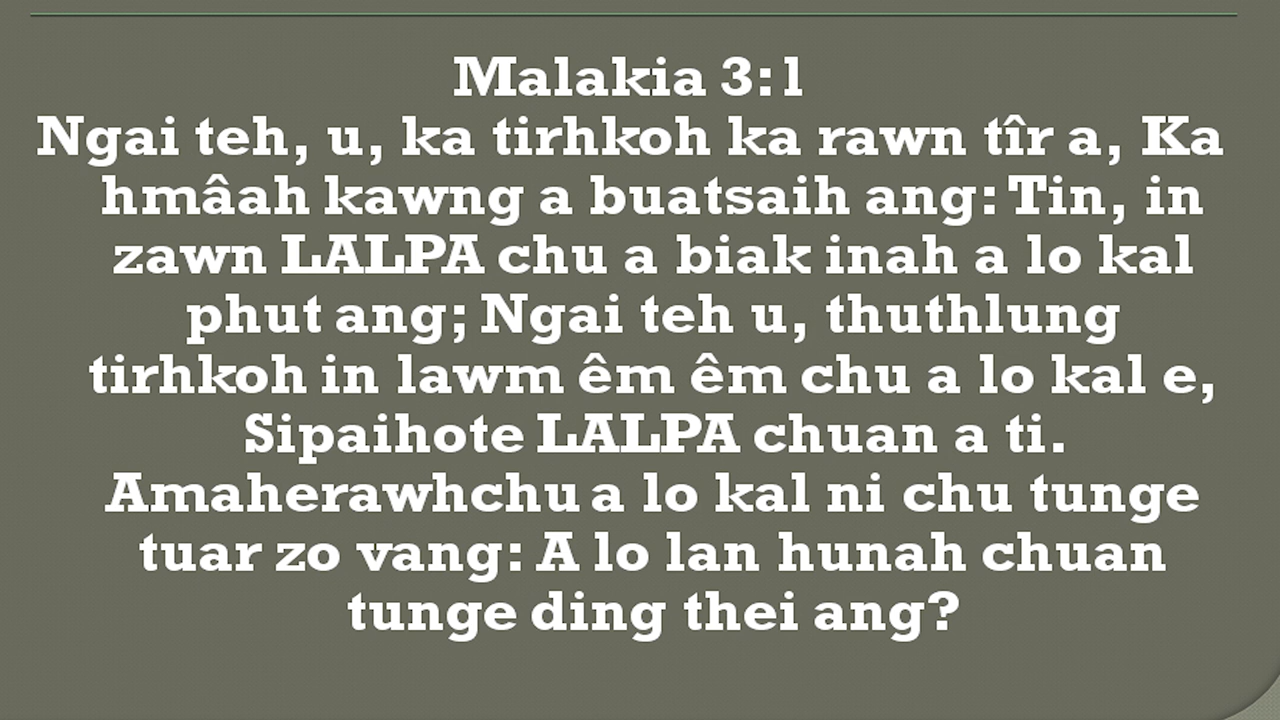 Malakia 3:1
Ngai teh, u, ka tirhkoh ka rawn tîr a, Ka
hmâah kawng a buatsaih ang: Tin, in
zawn LALPA chu a biak inah a lo kal
phut ang; Ngai teh u, thuthlung
tirhkoh in lawm êm êm chu a lo kal e,
Sipaihote LALPA chuan a ti.
Amaherawhchu a lo kal ni chu tunge
tuar zo vang: A lo lan hunah chuan
tunge ding thei ang?